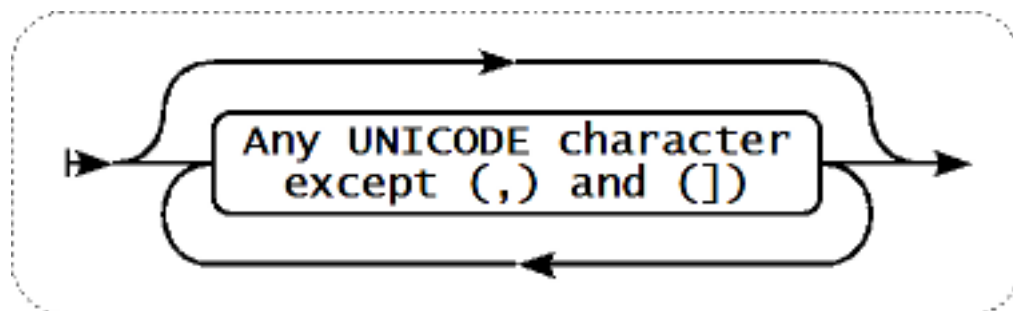 Any UNICODE character
except (,) and (])